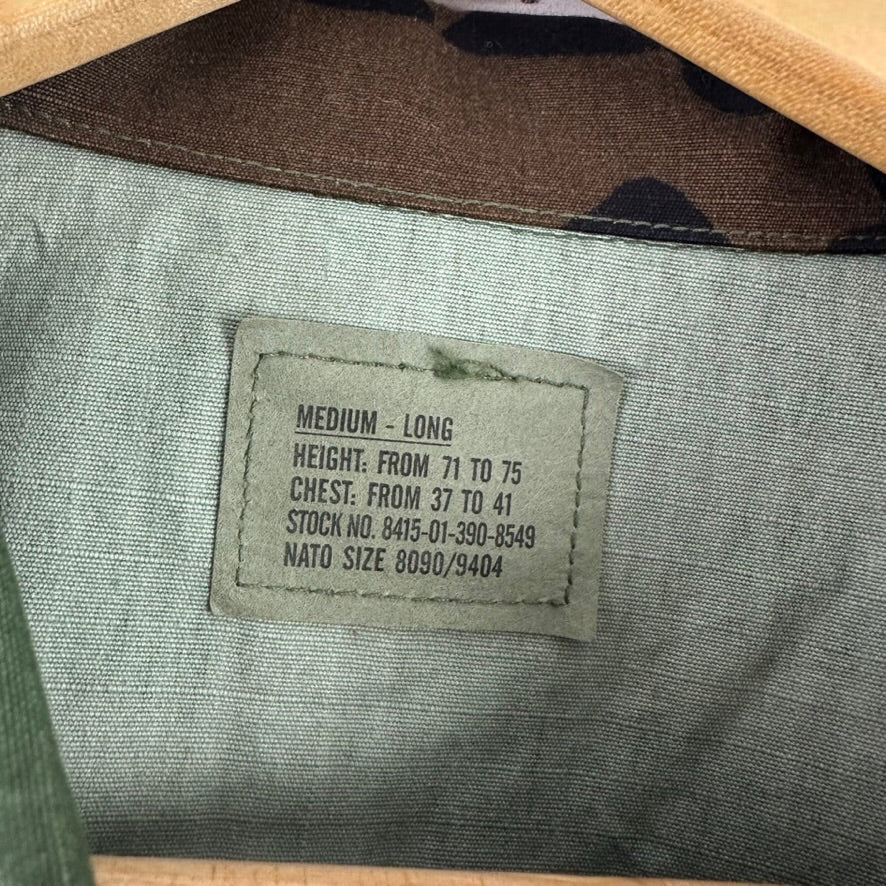 MEDIUM - LONG
HEIGHT: FROM 71 TO 75
CHEST: FROM 37 TO 41
STOCK NO. 8415-01-390-8549
NATO SIZE 8090/9404